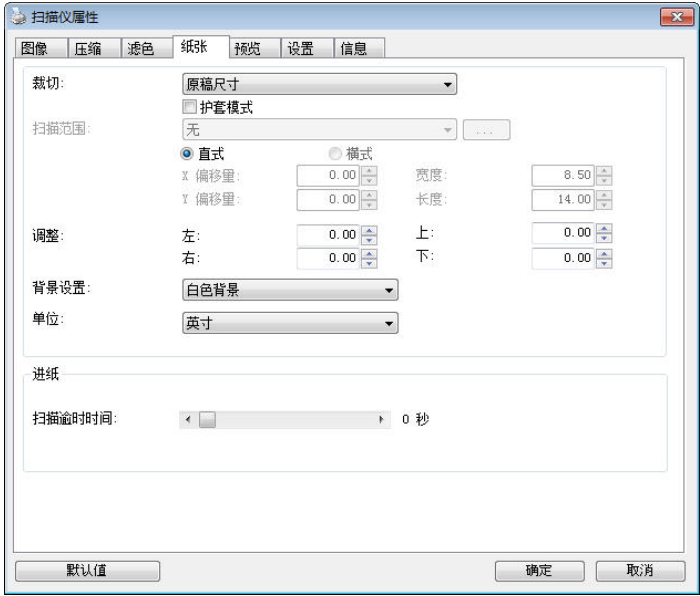 扫描仪属性
图像 压缩 滤色 纸张 预览 设置 信息
裁切: 原稿尺寸
护套模式
扫描范围: 无 ...
直式 横式
X 偏移量: 0.00 宽度: 8.50
Y 偏移量: 0.00 长度: 14.00
调整: 左: 0.00 上: 0.00
右: 0.00 下: 0.00
背景设置: 白色背景
单位: 英寸
进纸
扫描逾时时间: 0 秒
默认值 确定 取消